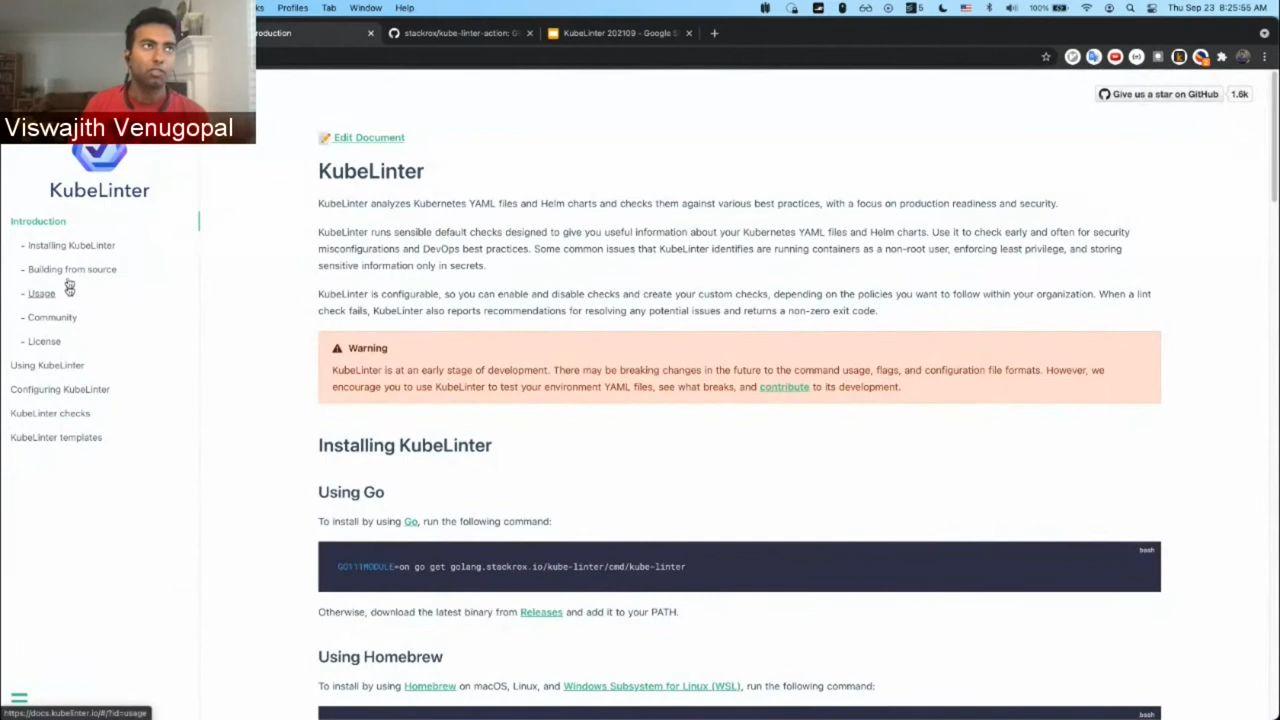 Profiles Tab Window Help
5
100%
Thu Sep 23 8:25:55 AM
stackrox/kube-linter-action: G
KubeLinter 202109 - Google S
Viswajith Venugopal
Give us a star on GitHub 1.6k
KubeLinter
Introduction
- Installing KubeLinter
- Building from source
- Usage
- Community
- License
Using KubeLinter
Configuring KubeLinter
KubeLinter checks
KubeLinter templates
Edit Document
KubeLinter
KubeLinter analyzes Kubernetes YAML files and Helm charts and checks them against various best practices, with a focus on production readiness and security.
KubeLinter runs sensible default checks designed to give you useful information about your Kubernetes YAML files and Helm charts. Use it to check early and often for security
misconfigurations and DevOps best practices. Some common issues that KubeLinter identifies are running containers as a non-root user, enforcing least privilege, and storing
sensitive information only in secrets.
KubeLinter is configurable, so you can enable and disable checks and create your custom checks, depending on the policies you want to follow within your organization. When a lint
check fails, KubeLinter also reports recommendations for resolving any potential issues and returns a non-zero exit code.
Warning
KubeLinter is at an early stage of development. There may be breaking changes in the future to the command usage, flags, and configuration file formats. However, we
encourage you to use KubeLinter to test your environment YAML files, see what breaks, and contribute to its development.
Installing KubeLinter
Using Go
To install by using Go, run the following command:
bash
GO111MODULE=on go get golang.stackrox.io/kube-linter/cmd/kube-linter
Otherwise, download the latest binary from Releases and add it to your PATH.
Using Homebrew
To install by using Homebrew on macOS, Linux, and Windows Subsystem for Linux (WSL), run the following command:
bash
https://docs.kubelinter.io/#/?id=usage